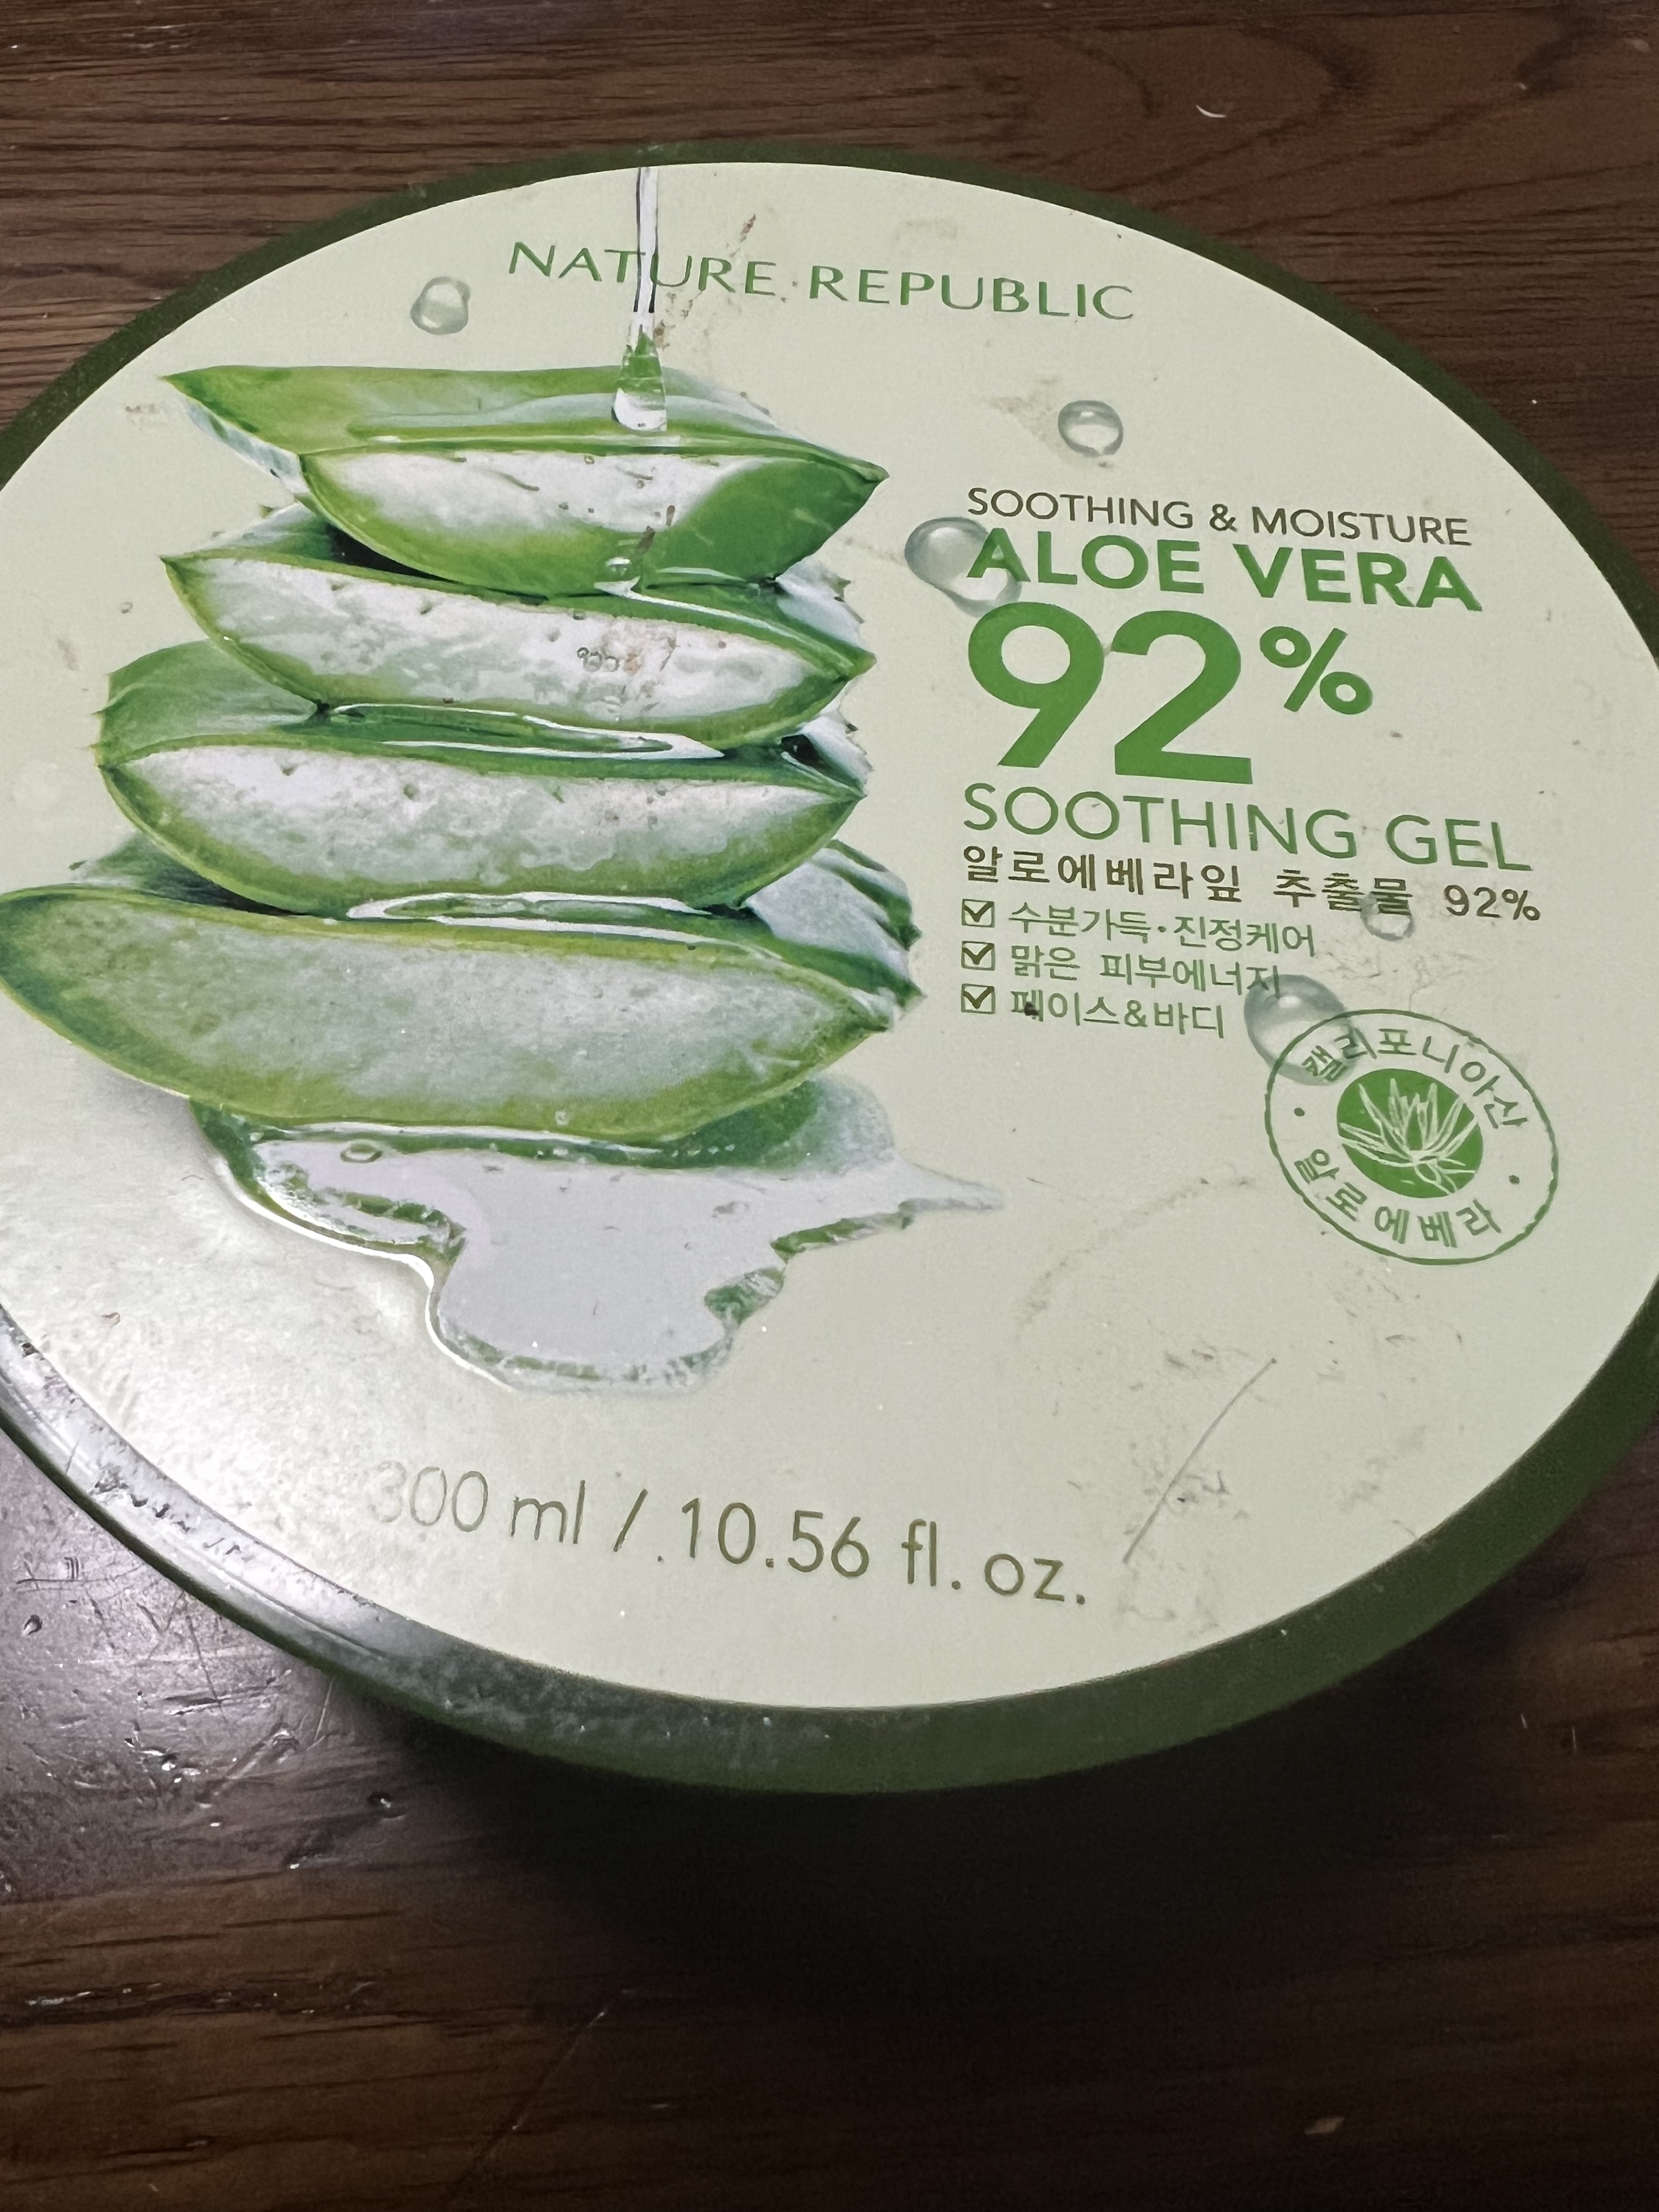 NATURE REPUBLIC
SOOTHING & MOISTURE
ALOE VERA
92%
SOOTHING GEL
알로에베라잎 추출물 92%
☑ 수분가득·진정케어
☑ 맑은 피부에너지
☑ 페이스&바디
캘리포니아산
알로에베라
300 ml / 10.56 fl. oz.